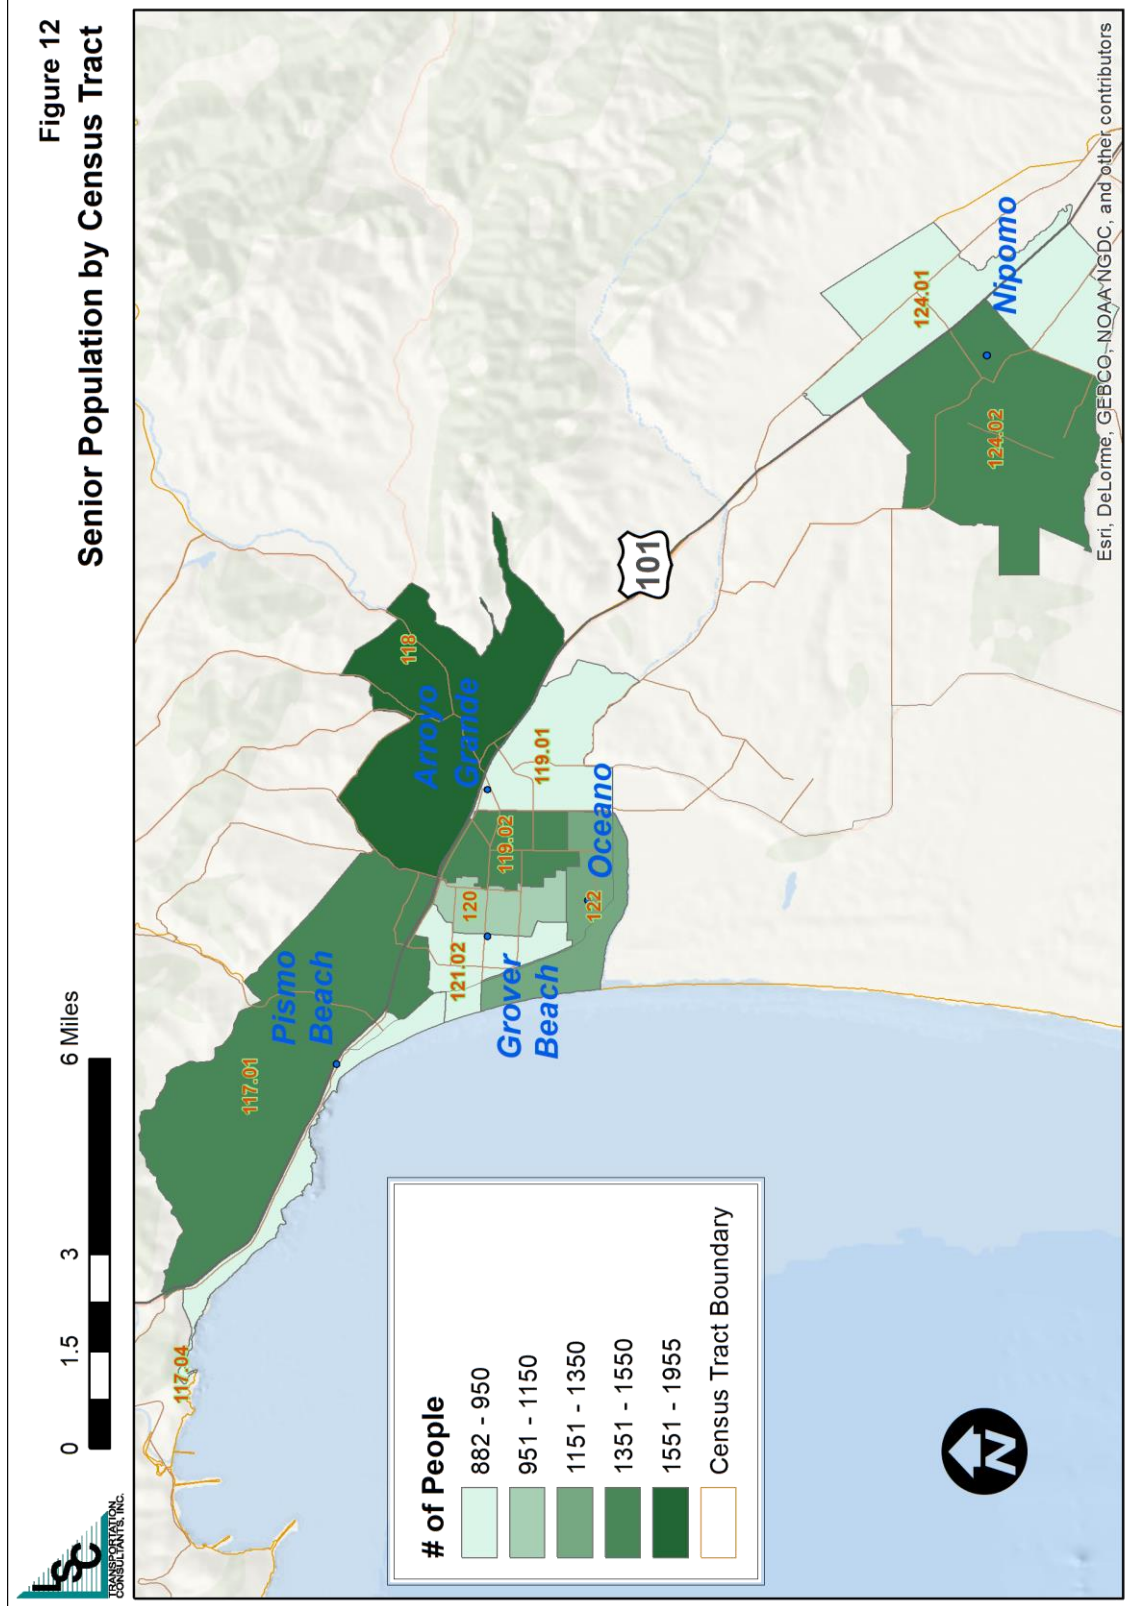 Figure 12
Senior Population by Census Tract
LSC
TRANSPORTATION
CONSULTANTS, INC.
0 1.5 3 6 Miles
117.04
117.01
Pismo
Beach
118
Arroyo
Grande
101
119.01
119.02
120
121.02
122
Oceano
Grover
Beach
124.01
Nipomo
124.02
# of People
882 - 950
951 - 1150
1151 - 1350
1351 - 1550
1551 - 1955
Census Tract Boundary
N
Esri, DeLorme, GEBCO, NOAA NGDC, and other contributors